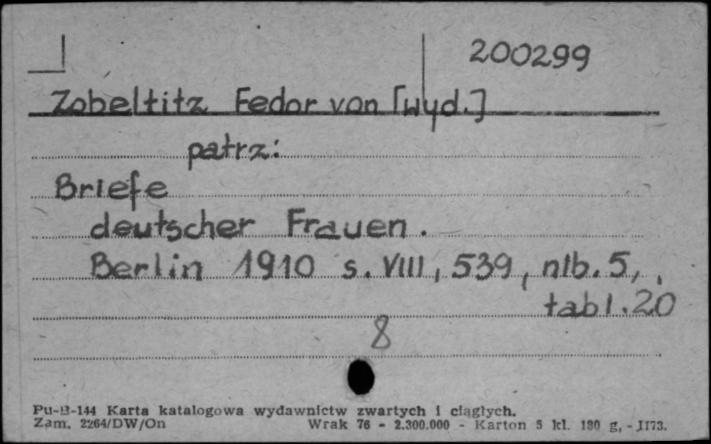 200299
Zobeltitz Fedor von [wyd.]
patrz:
Briefe
deutscher Frauen.
Berlin 1910 s. VIII, 539, nlb. 5,
tabl. 20
8
Pu-B-144 Karta katalogowa wydawnictw zwartych i ciągłych.
Zam. 2264/DW/On Wrak 76 - 2.300.000 - Karton 5 kl. 180 g, - III73.